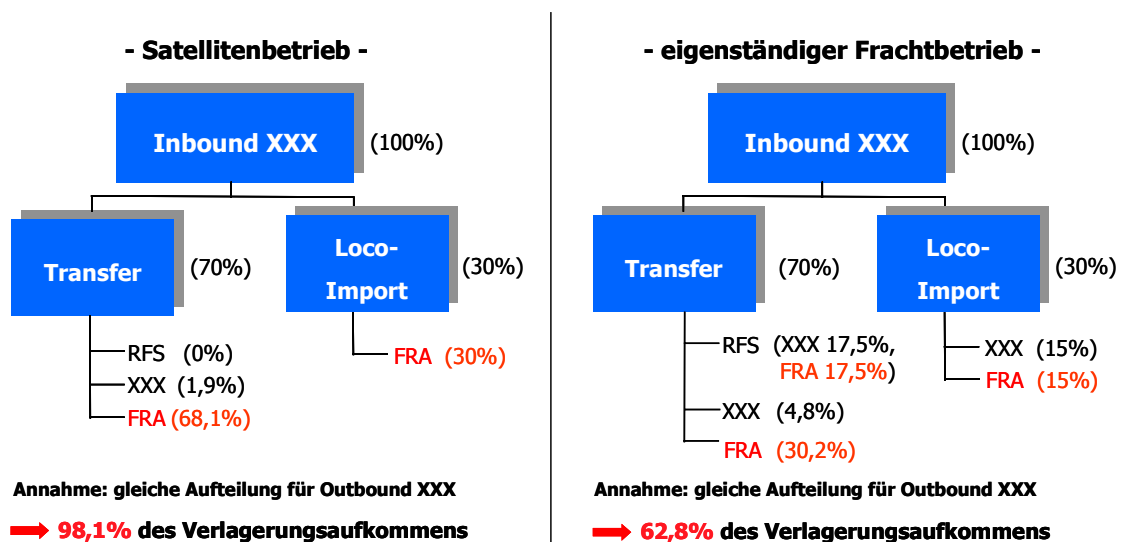 - Satellitenbetrieb -
Inbound XXX
(100%)
Transfer
(70%)
Loco-
Import
(30%)
RFS (0%)
XXX (1,9%)
FRA (68,1%)
FRA (30%)
Annahme: gleiche Aufteilung für Outbound XXX
98,1% des Verlagerungsaufkommens
- eigenständiger Frachtbetrieb -
Inbound XXX
(100%)
Transfer
(70%)
Loco-
Import
(30%)
RFS (XXX 17,5%,
FRA 17,5%)
XXX (4,8%)
FRA (30,2%)
XXX (15%)
FRA (15%)
Annahme: gleiche Aufteilung für Outbound XXX
62,8% des Verlagerungsaufkommens